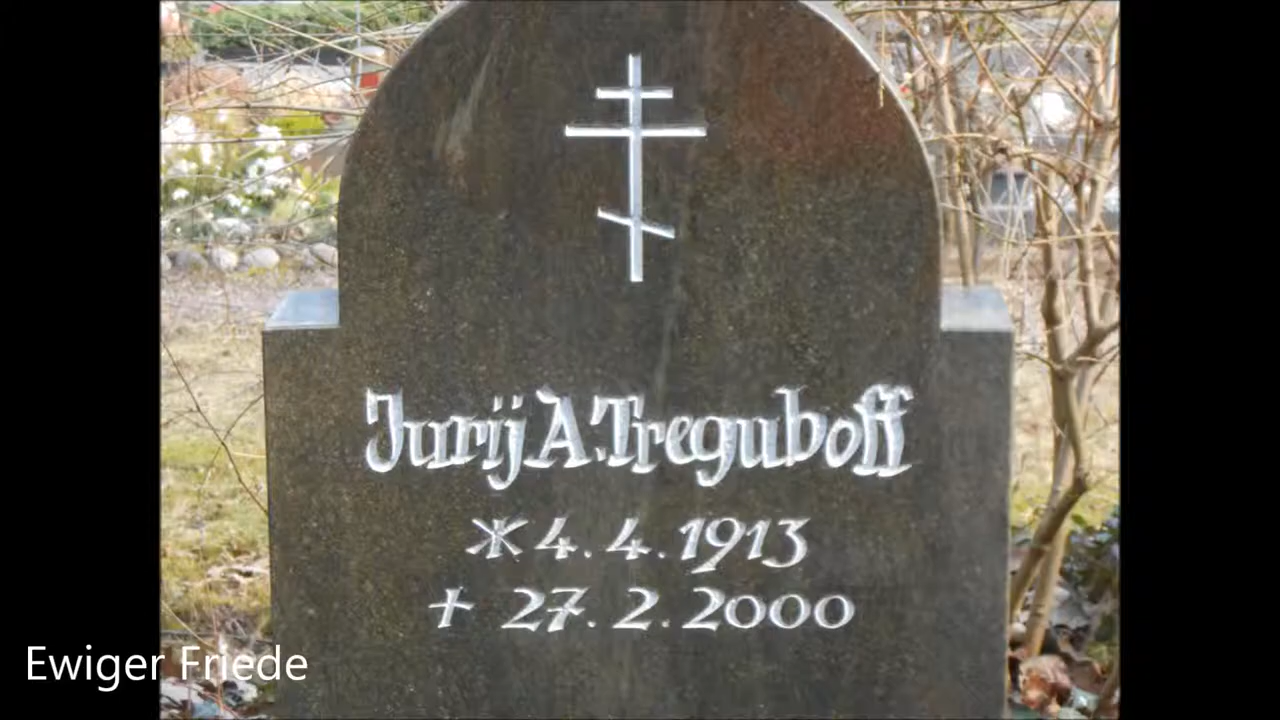 Jurij A. Treguboff
* 4. 4. 1913
+ 27. 2. 2000
Ewiger Friede